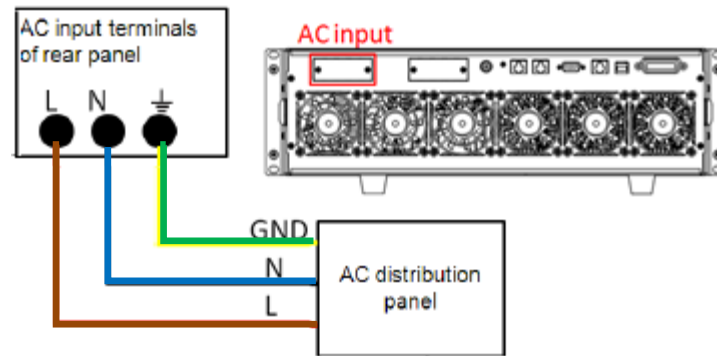 AC input terminals
of rear panel
AC input
L N
GND
N
L
AC distribution
panel